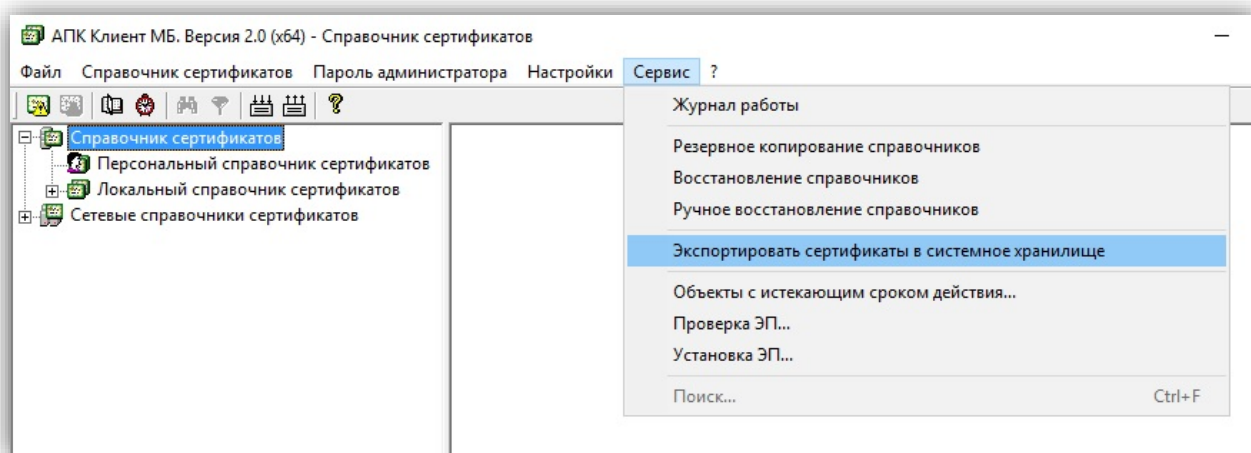 АПК Клиент МБ. Версия 2.0 (x64) - Справочник сертификатов
Файл Справочник сертификатов Пароль администратора Настройки Сервис ?
Справочник сертификатов
Персональный справочник сертификатов
Локальный справочник сертификатов
Сетевые справочники сертификатов
Журнал работы
Резервное копирование справочников
Восстановление справочников
Ручное восстановление справочников
Экспортировать сертификаты в системное хранилище
Объекты с истекающим сроком действия...
Проверка ЭП...
Установка ЭП...
Поиск... Ctrl+F